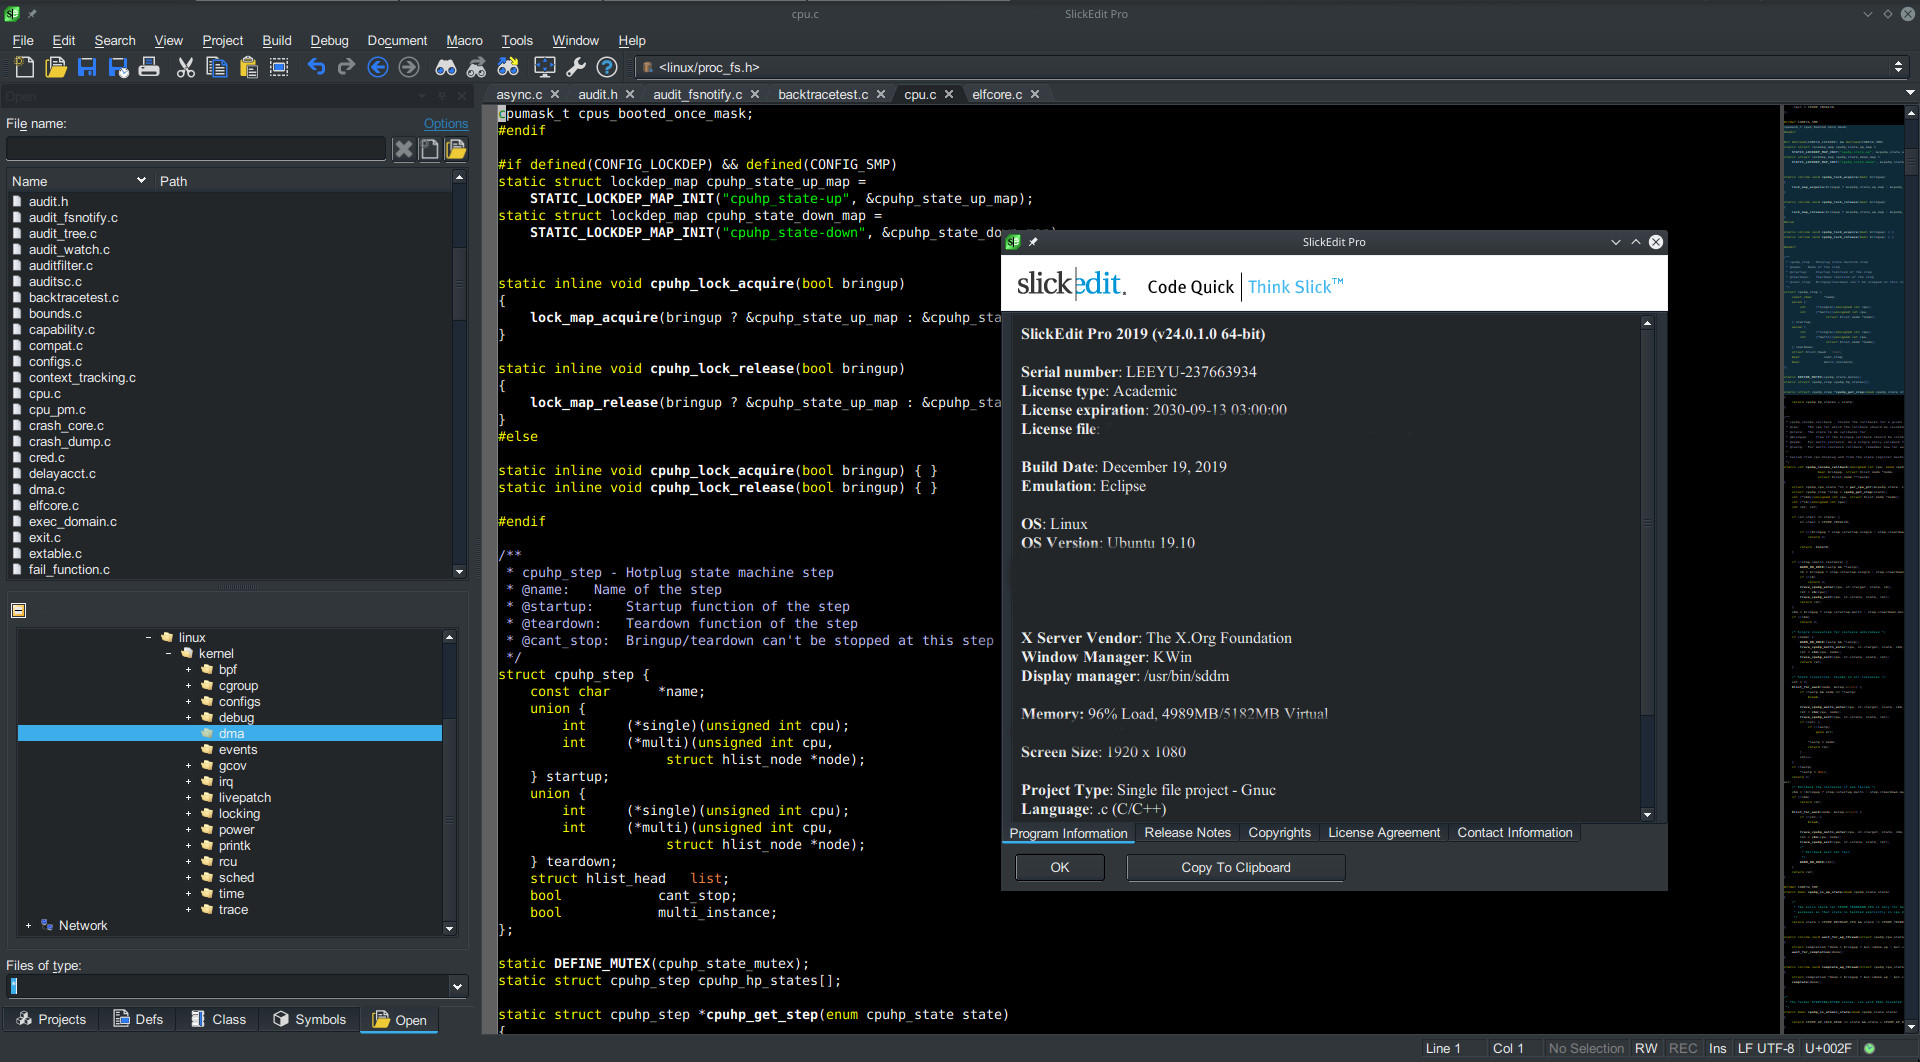 cpu.c
SlickEdit Pro
File Edit Search View Project Build Debug Document Macro Tools Window Help
<linux/proc_fs.h>
Open
async.c audit.h audit_fsnotify.c backtracetest.c cpu.c elfcore.c
File name:
Options
Name Path
audit.h
audit_fsnotify.c
audit_tree.c
audit_watch.c
auditfilter.c
auditsc.c
backtracetest.c
bounds.c
capability.c
compat.c
configs.c
context_tracking.c
cpu.c
cpu_pm.c
crash_core.c
crash_dump.c
cred.c
delayacct.c
dma.c
elfcore.c
exec_domain.c
exit.c
extable.c
fail_function.c
linux
kernel
bpf
cgroup
configs
debug
dma
events
gcov
irq
livepatch
locking
power
printk
rcu
sched
time
trace
Network
Files of type:
*
Projects Defs Class Symbols Open
cpumask_t cpus_booted_once_mask;
#endif
#if defined(CONFIG_LOCKDEP) && defined(CONFIG_SMP)
static struct lockdep_map cpuhp_state_up_map =
STATIC_LOCKDEP_MAP_INIT("cpuhp_state-up", &cpuhp_state_up_map);
static struct lockdep_map cpuhp_state_down_map =
STATIC_LOCKDEP_MAP_INIT("cpuhp_state-down", &cpuhp_state_do
static inline void cpuhp_lock_acquire(bool bringup)
{
lock_map_acquire(bringup ? &cpuhp_state_up_map : &cpuhp_sta
}
static inline void cpuhp_lock_release(bool bringup)
{
lock_map_release(bringup ? &cpuhp_state_up_map : &cpuhp_sta
}
#else
static inline void cpuhp_lock_acquire(bool bringup) { }
static inline void cpuhp_lock_release(bool bringup) { }
#endif
/**
* cpuhp_step - Hotplug state machine step
* @name: Name of the step
* @startup: Startup function of the step
* @teardown: Teardown function of the step
* @cant_stop: Bringup/teardown can't be stopped at this step
*/
struct cpuhp_step {
const char *name;
union {
int (*single)(unsigned int cpu);
int (*multi)(unsigned int cpu,
struct hlist_node *node);
} startup;
union {
int (*single)(unsigned int cpu);
int (*multi)(unsigned int cpu,
struct hlist_node *node);
} teardown;
struct hlist_head list;
bool cant_stop;
bool multi_instance;
};
static DEFINE_MUTEX(cpuhp_state_mutex);
static struct cpuhp_step cpuhp_hp_states[];
static struct cpuhp_step *cpuhp_get_step(enum cpuhp_state state)
{
SlickEdit Pro
slickedit. Code Quick Think Slick™
SlickEdit Pro 2019 (v24.0.1.0 64-bit)
Serial number: LEEYU-237663934
License type: Academic
License expiration: 2030-09-13 03:00:00
License file:
Build Date: December 19, 2019
Emulation: Eclipse
OS: Linux
OS Version: Ubuntu 19.10
X Server Vendor: The X.Org Foundation
Window Manager: KWin
Display manager: /usr/bin/sddm
Memory: 96% Load, 4989MB/5182MB Virtual
Screen Size: 1920 x 1080
Project Type: Single file project - Gnuc
Language: .c (C/C++)
Program Information Release Notes Copyrights License Agreement Contact Information
OK Copy To Clipboard
Line 1 Col 1 No Selection RW REC Ins LF UTF-8 U+002F